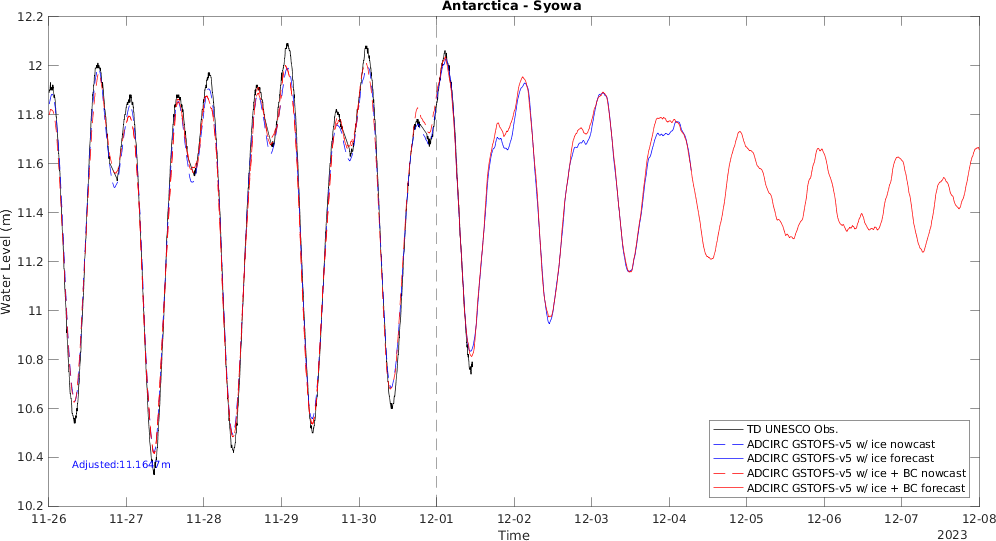 Antarctica - Syowa
12.2
12
11.8
11.6
11.4
11.2
11
10.8
10.6
10.4
10.2
Water Level (m)
Adjusted:11.1647m
TD UNESCO Obs.
ADCIRC GSTOFS-v5 w/ ice nowcast
ADCIRC GSTOFS-v5 w/ ice forecast
ADCIRC GSTOFS-v5 w/ ice + BC nowcast
ADCIRC GSTOFS-v5 w/ ice + BC forecast
11-26 11-27 11-28 11-29 11-30 12-01 12-02 12-03 12-04 12-05 12-06 12-07 12-08
Time
2023